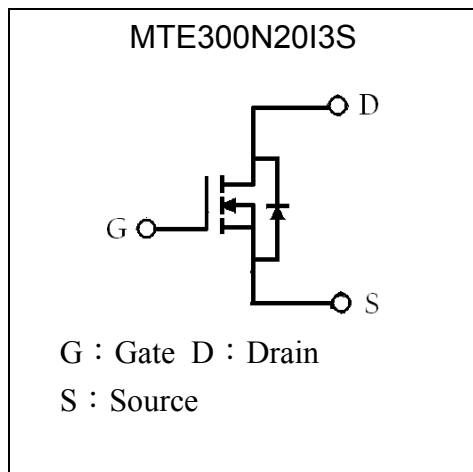 MTE300N20I3S
D
G
S
G：Gate D：Drain
S：Source